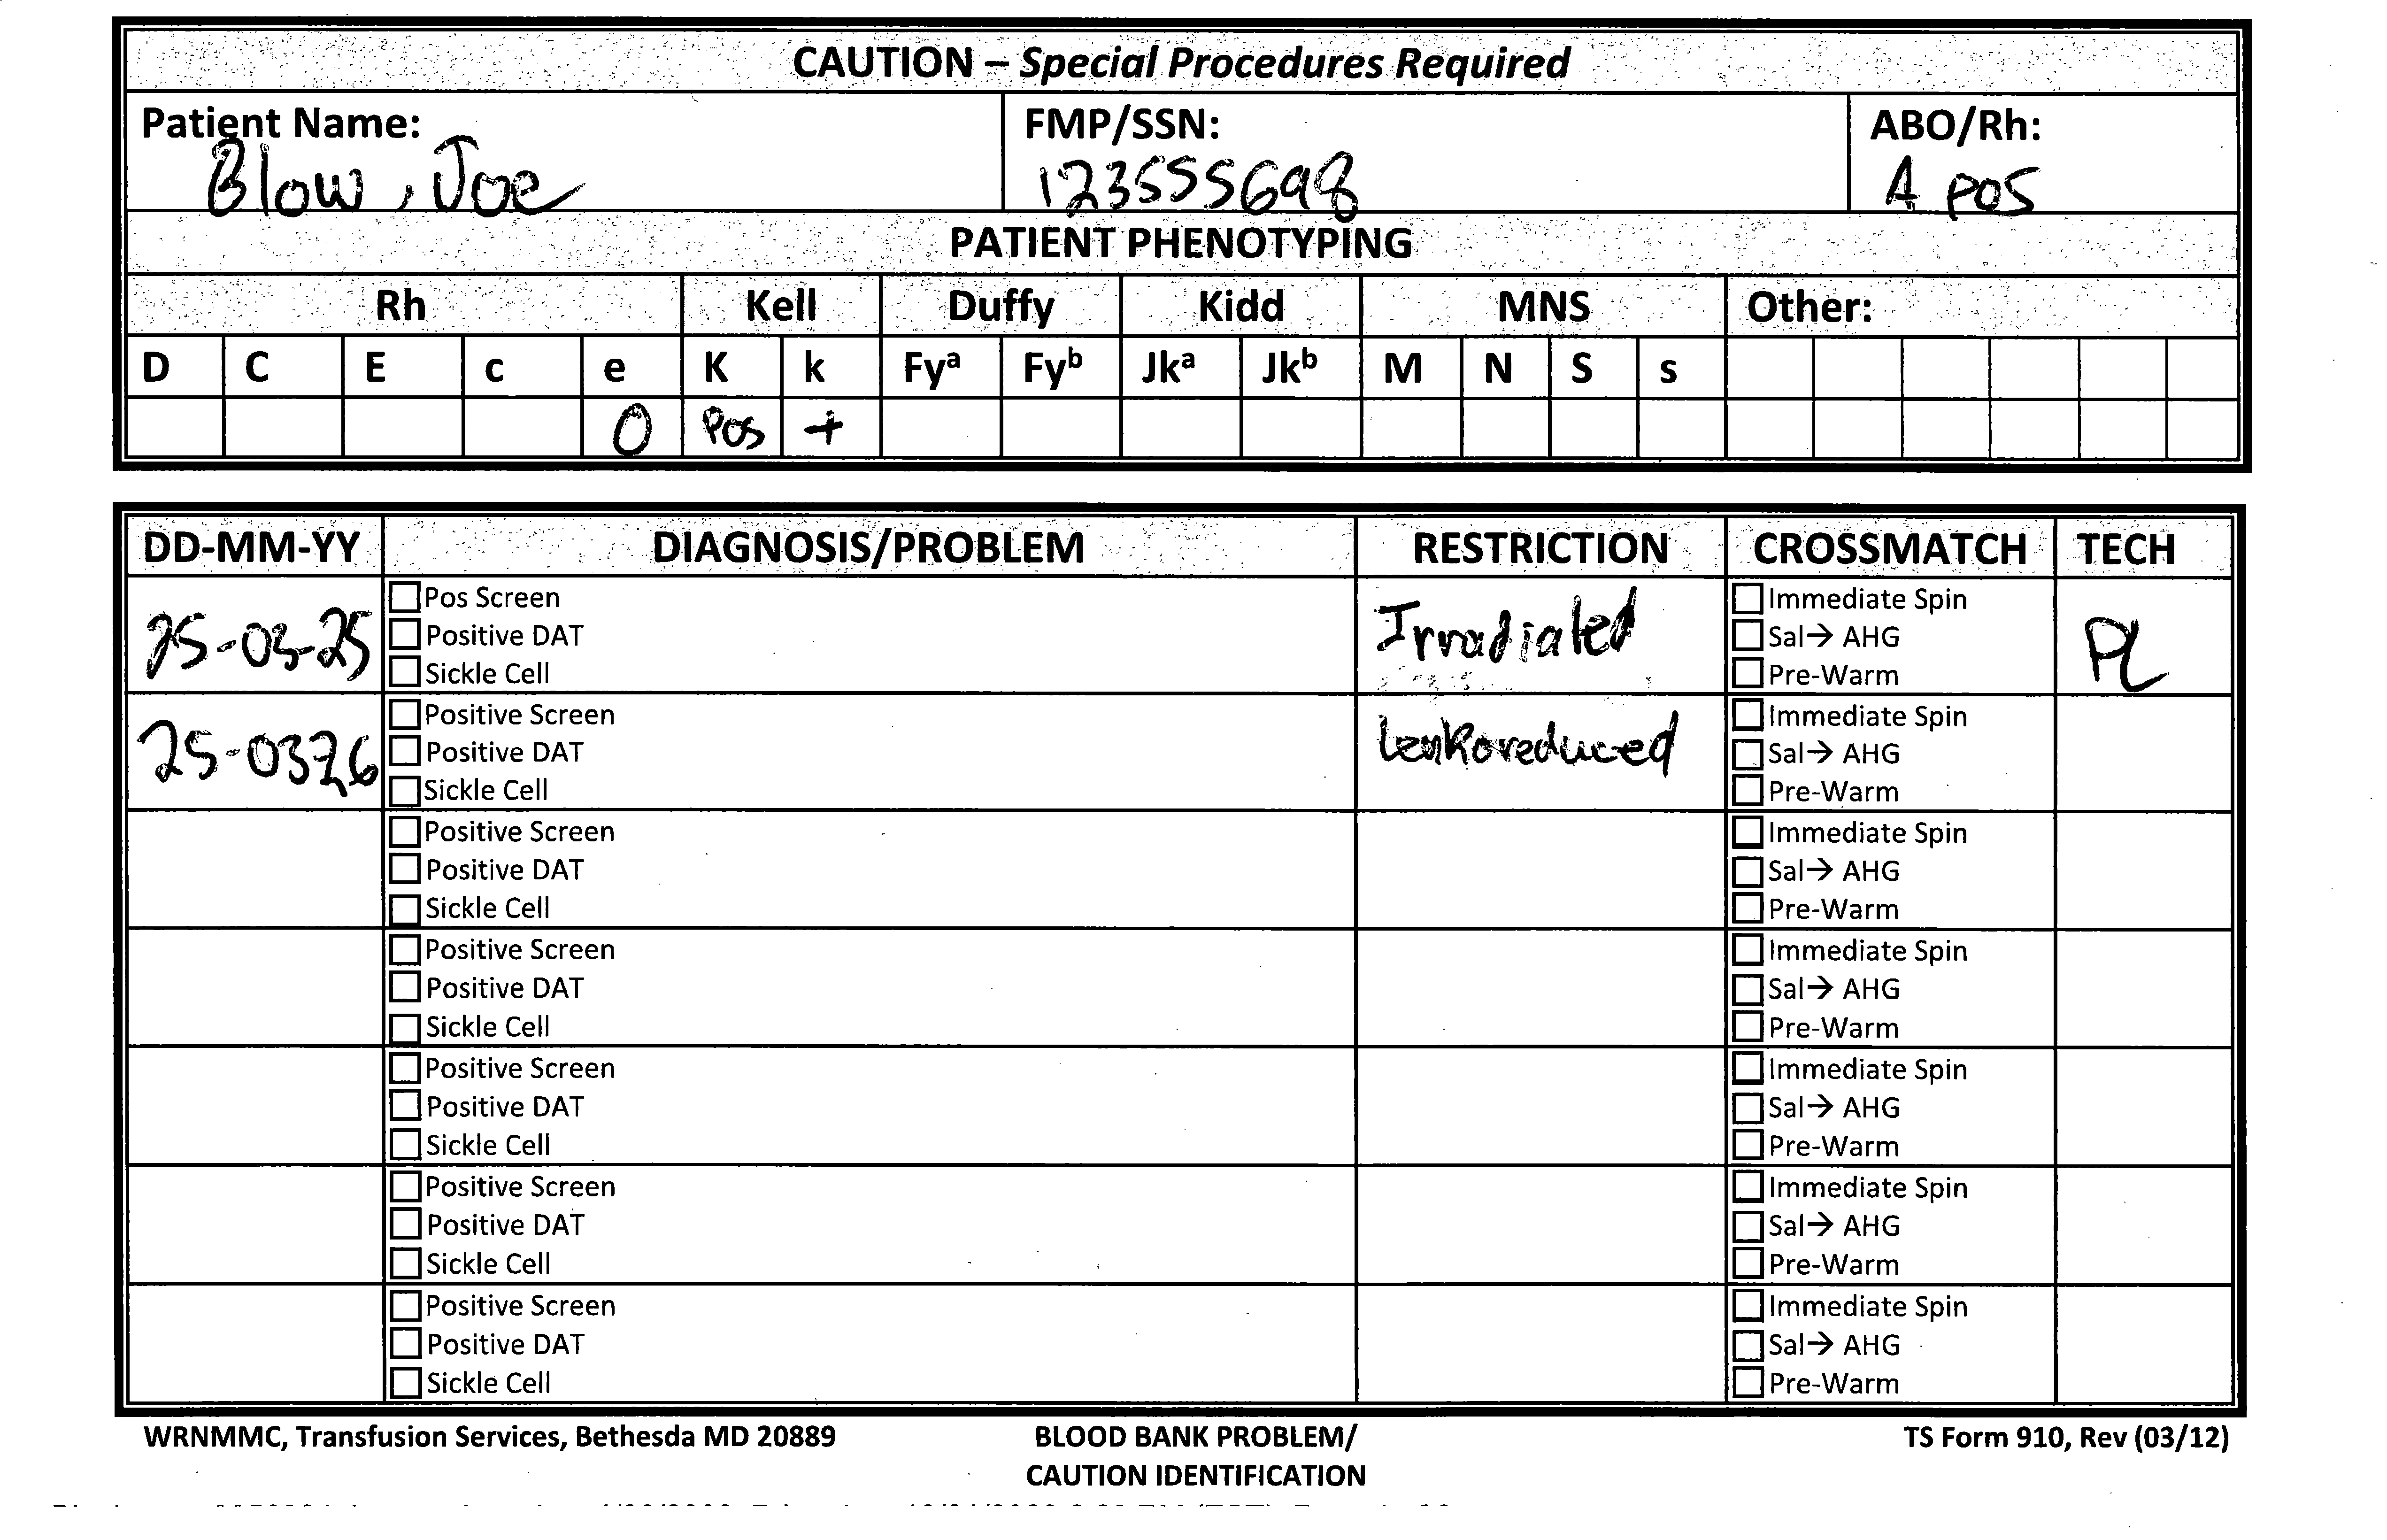 CAUTION – Special Procedures Required
Patient Name: FMP/SSN: ABO/Rh:
Blow, Joe 123555698 A pos
PATIENT PHENOTYPING
Rh Kell Duffy Kidd MNS Other:
D C E c e K k Fyᵃ Fyᵇ Jkᵃ Jkᵇ M N S s
0 Pos +
DD-MM-YY DIAGNOSIS/PROBLEM RESTRICTION CROSSMATCH TECH
25-03-25 Irradiated PL
Pos Screen Immediate Spin
Positive DAT Sal→ AHG
Sickle Cell Pre-Warm
25-0326 Leukoreduced
Positive Screen Immediate Spin
Positive DAT Sal→ AHG
Sickle Cell Pre-Warm
Positive Screen Immediate Spin
Positive DAT Sal→ AHG
Sickle Cell Pre-Warm
Positive Screen Immediate Spin
Positive DAT Sal→ AHG
Sickle Cell Pre-Warm
Positive Screen Immediate Spin
Positive DAT Sal→ AHG
Sickle Cell Pre-Warm
Positive Screen Immediate Spin
Positive DAT Sal→ AHG
Sickle Cell Pre-Warm
Positive Screen Immediate Spin
Positive DAT Sal→ AHG
Sickle Cell Pre-Warm
WRNMMC, Transfusion Services, Bethesda MD 20889 BLOOD BANK PROBLEM/ TS Form 910, Rev (03/12)
CAUTION IDENTIFICATION